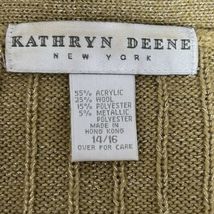 KATHRYN DEENE
NEW YORK
55% ACRYLIC
25% WOOL
15% POLYESTER
5% METALLIC
POLYESTER
MADE IN
HONG KONG
14/16
OVER FOR CARE